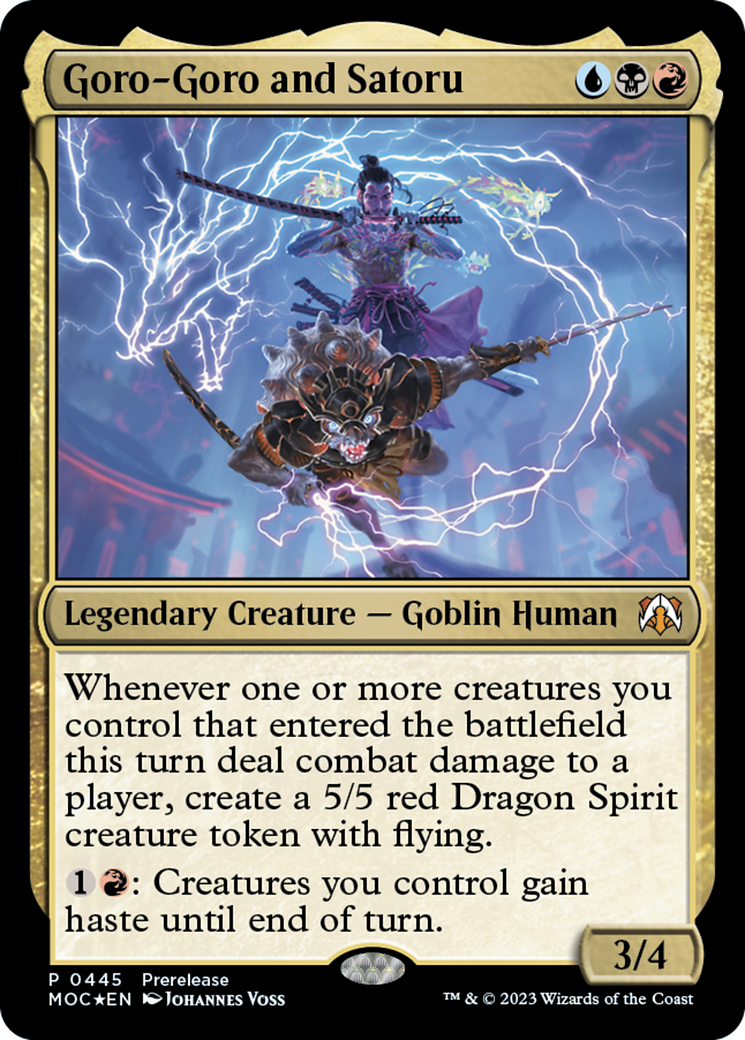 Goro-Goro and Satoru
Legendary Creature — Goblin Human
Whenever one or more creatures you
control that entered the battlefield
this turn deal combat damage to a
player, create a 5/5 red Dragon Spirit
creature token with flying.
1: Creatures you control gain
haste until end of turn.
3/4
P 0445 Prerelease
MOC★EN Johannes Voss
™ & © 2023 Wizards of the Coast